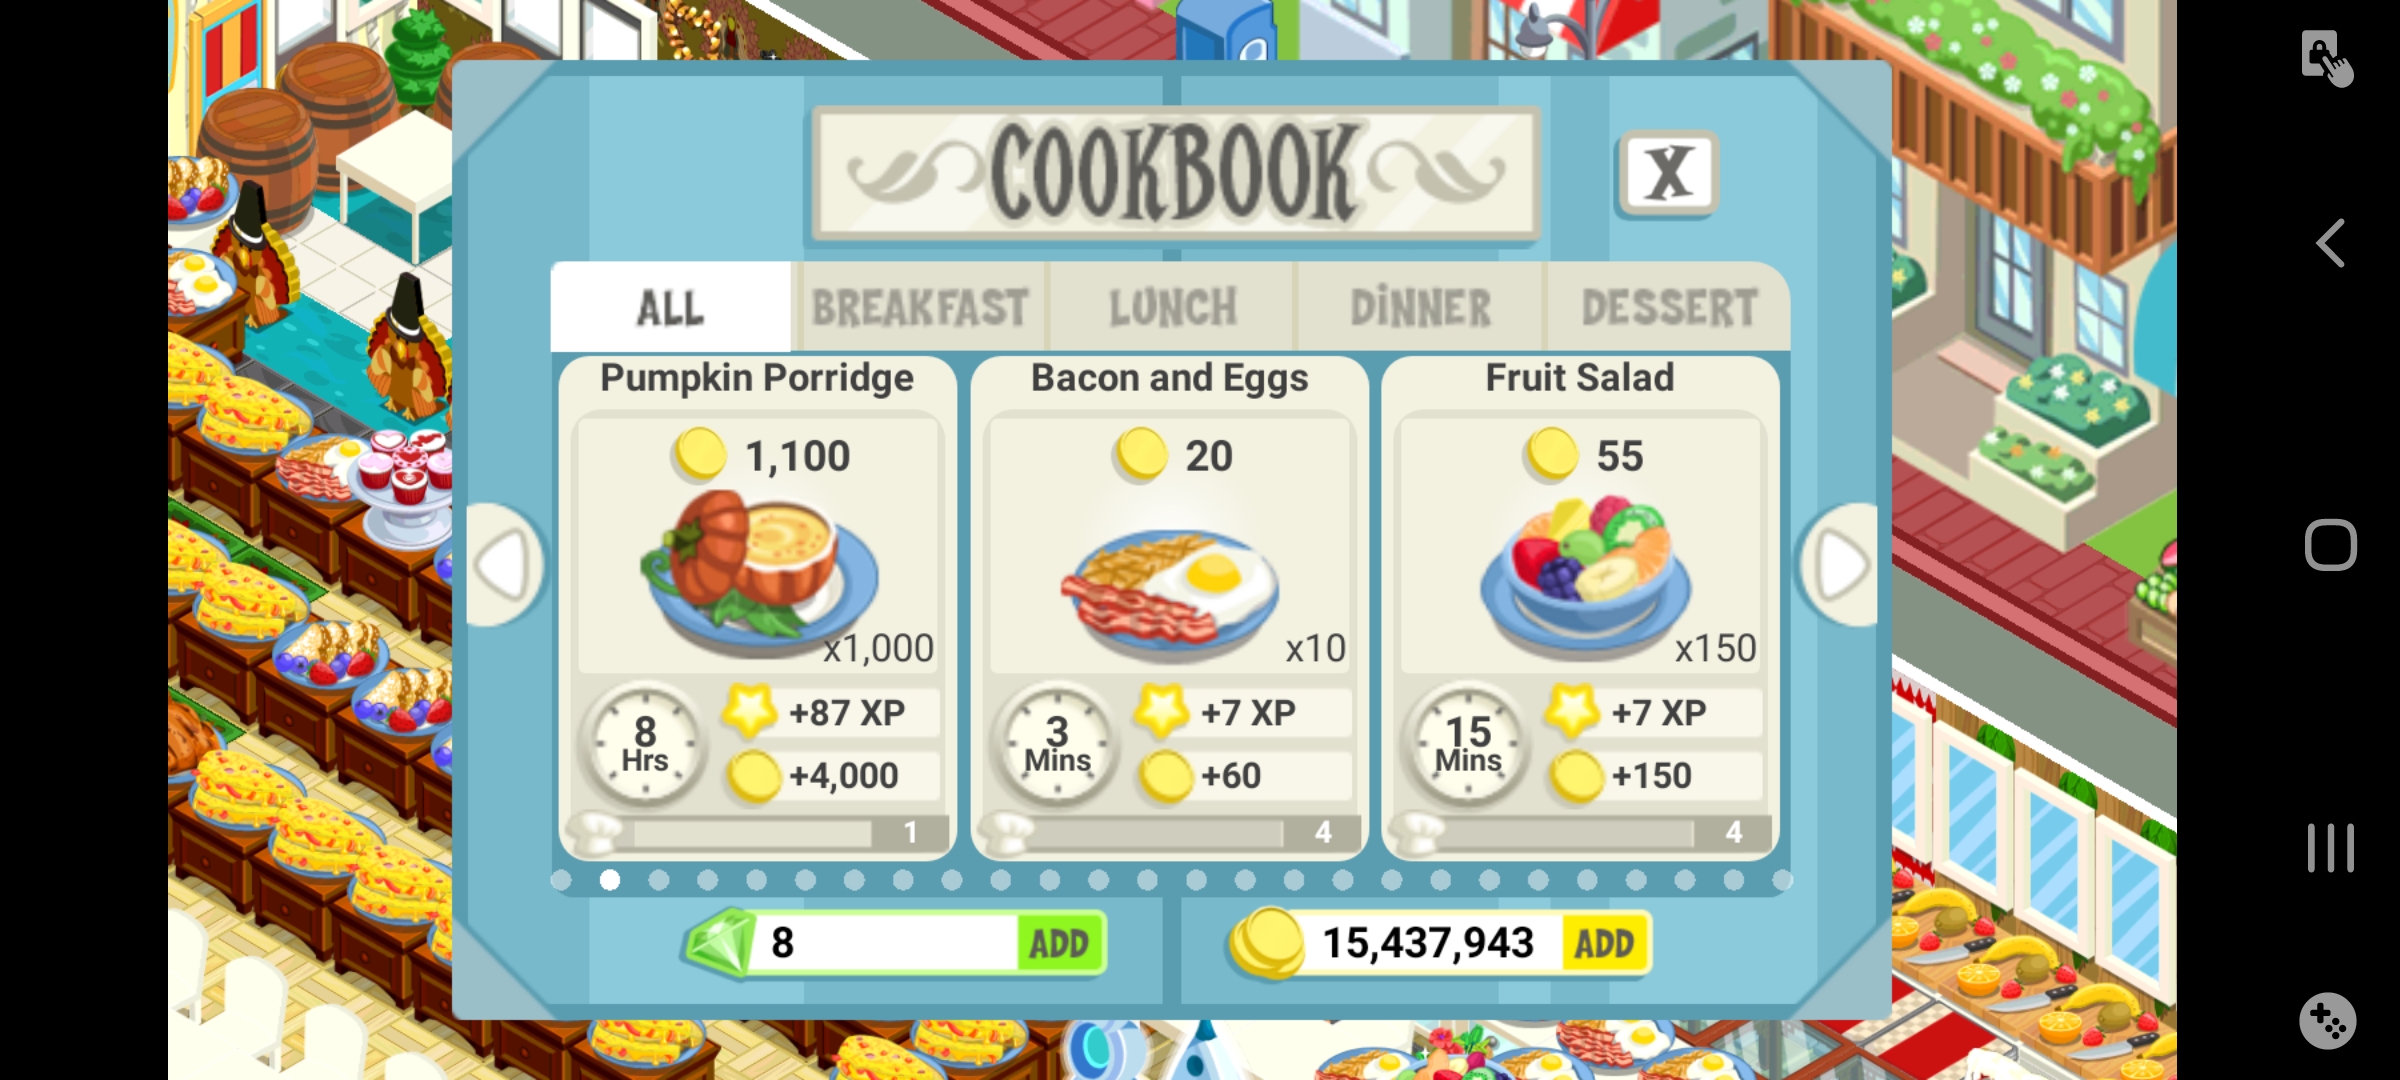 COOKBOOK
X
ALL
BREAKFAST
LUNCH
DINNER
DESSERT
Pumpkin Porridge
1,100
x1,000
8
Hrs
+87 XP
+4,000
1
Bacon and Eggs
20
x10
3
Mins
+7 XP
+60
4
Fruit Salad
55
x150
15
Mins
+7 XP
+150
4
8
ADD
15,437,943
ADD